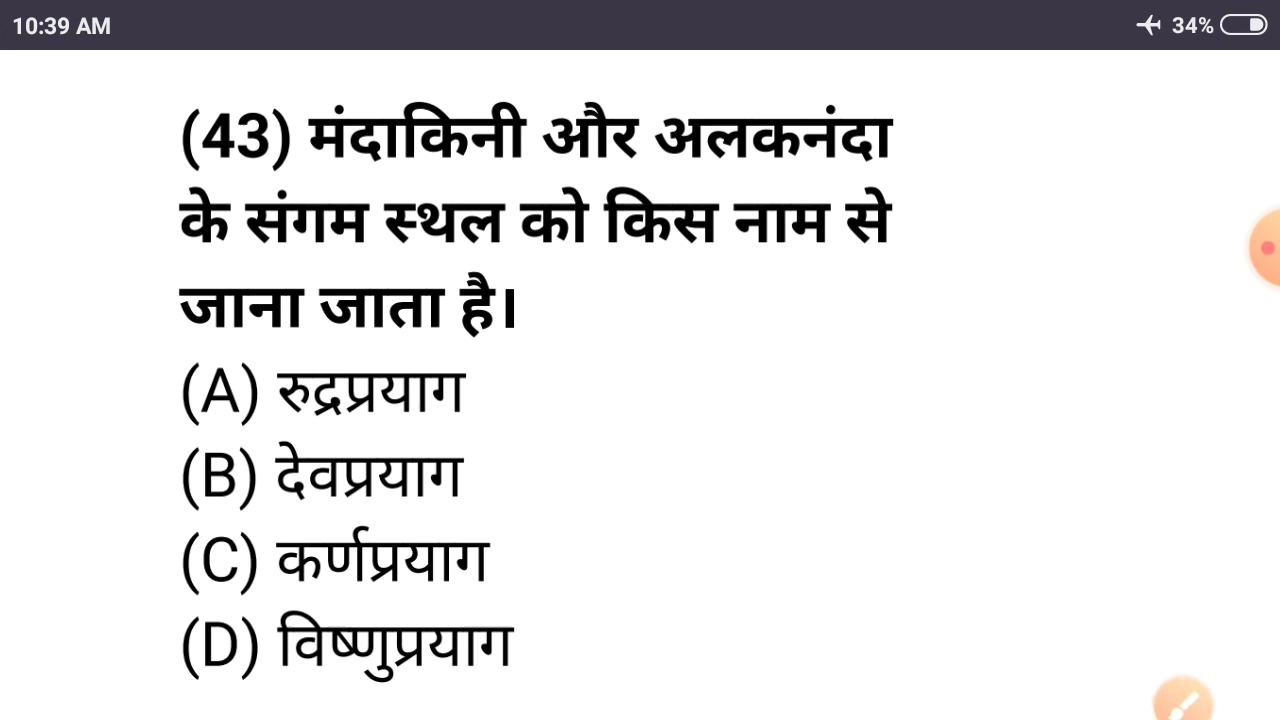 10:39 AM 34%
(43) मंदाकिनी और अलकनंदा
के संगम स्थल को किस नाम से
जाना जाता है।
(A) रुद्रप्रयाग
(B) देवप्रयाग
(C) कर्णप्रयाग
(D) विष्णुप्रयाग